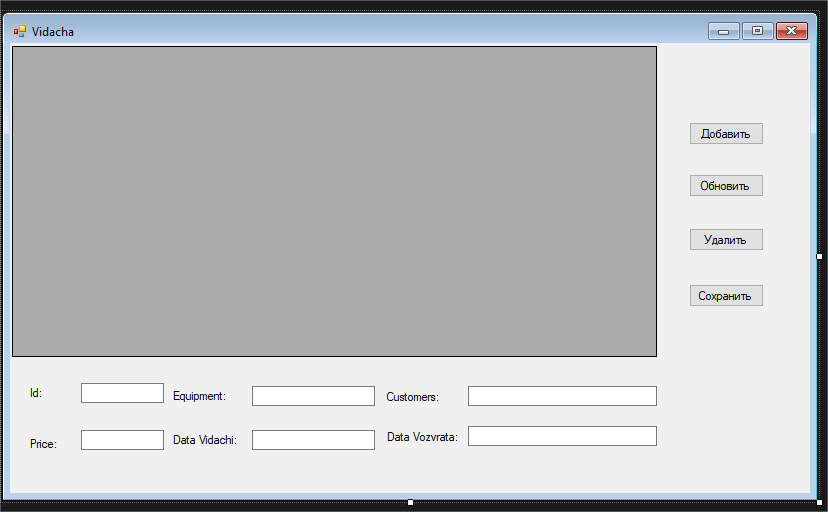 Vidacha
Добавить
Обновить
Удалить
Сохранить
Id:
Equipment:
Customers:
Price:
Data Vidachi:
Data Vozvrata: